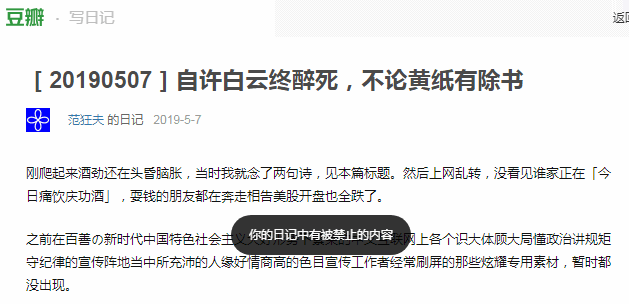 豆瓣 · 写日记
返回
[ 20190507 ] 自许白云终醉死，不论黄纸有除书
范狂夫 的日记 2019-5-7
刚爬起来酒劲还在头昏脑胀，当时我就念了两句诗，见本篇标题。然后上网乱转，没看见谁家正在「今
日痛饮庆功酒」，耍钱的朋友都在奔走相告美股开盘也全跌了。
你的日记中有被禁止的内容
之前在百善の新时代中国特色社会主义 网上各个识大体顾大局懂政治讲规矩
守纪律的宣传阵地当中所充沛的人缘好情商高的色目宣传工作者经常刷屏的那些炫耀专用素材，暂时都
没出现。